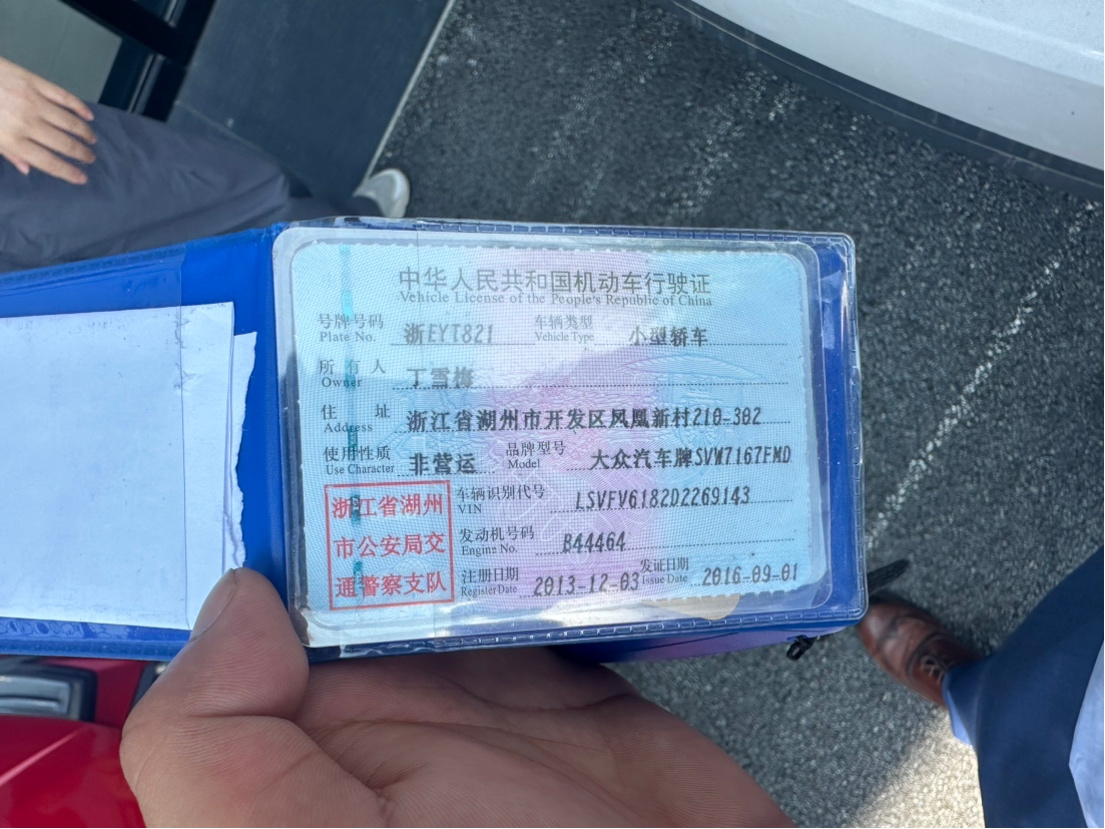 中华人民共和国机动车行驶证
Vehicle License of the People's Republic of China
号牌号码 浙EYT821 车辆类型 小型轿车
Plate No. Vehicle Type
所有人 丁雪梅
Owner
住址 浙江省湖州市开发区凤凰新村210-302
Address
使用性质 非营运 品牌型号 大众汽车牌SVW7167FMD
Use Character Model
浙江省湖州
市公安局交
通警察支队
车辆识别代号 LSVFV6182D2269143
VIN
发动机号码 B44464
Engine No.
注册日期 2013-12-03 发证日期 2016-09-01
Register Date Issue Date